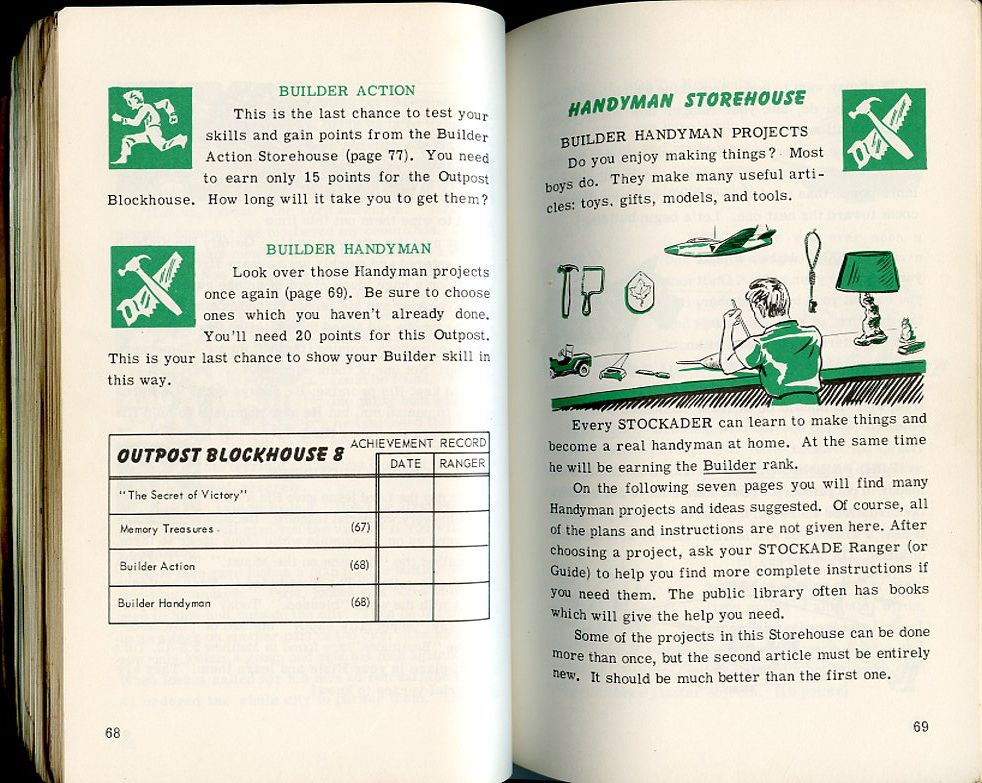 BUILDER ACTION
This is the last chance to test your
skills and gain points from the Builder
Action Storehouse (page 77). You need
to earn only 15 points for the Outpost
Blockhouse. How long will it take you to get them?
BUILDER HANDYMAN
Look over those Handyman projects
once again (page 69). Be sure to choose
ones which you haven't already done.
You'll need 20 points for this Outpost.
This is your last chance to show your Builder skill in
this way.
OUTPOST BLOCKHOUSE 8
ACHIEVEMENT RECORD
DATE RANGER
"The Secret of Victory"
Memory Treasures (67)
Builder Action (68)
Builder Handyman (68)
68
HANDYMAN STOREHOUSE
BUILDER HANDYMAN PROJECTS
Do you enjoy making things? Most
boys do. They make many useful arti-
cles: toys, gifts, models, and tools.
Every STOCKADER can learn to make things and
become a real handyman at home. At the same time
he will be earning the Builder rank.
On the following seven pages you will find many
Handyman projects and ideas suggested. Of course, all
of the plans and instructions are not given here. After
choosing a project, ask your STOCKADE Ranger (or
Guide) to help you find more complete instructions if
you need them. The public library often has books
which will give the help you need.
Some of the projects in this Storehouse can be done
more than once, but the second article must be entirely
new. It should be much better than the first one.
69